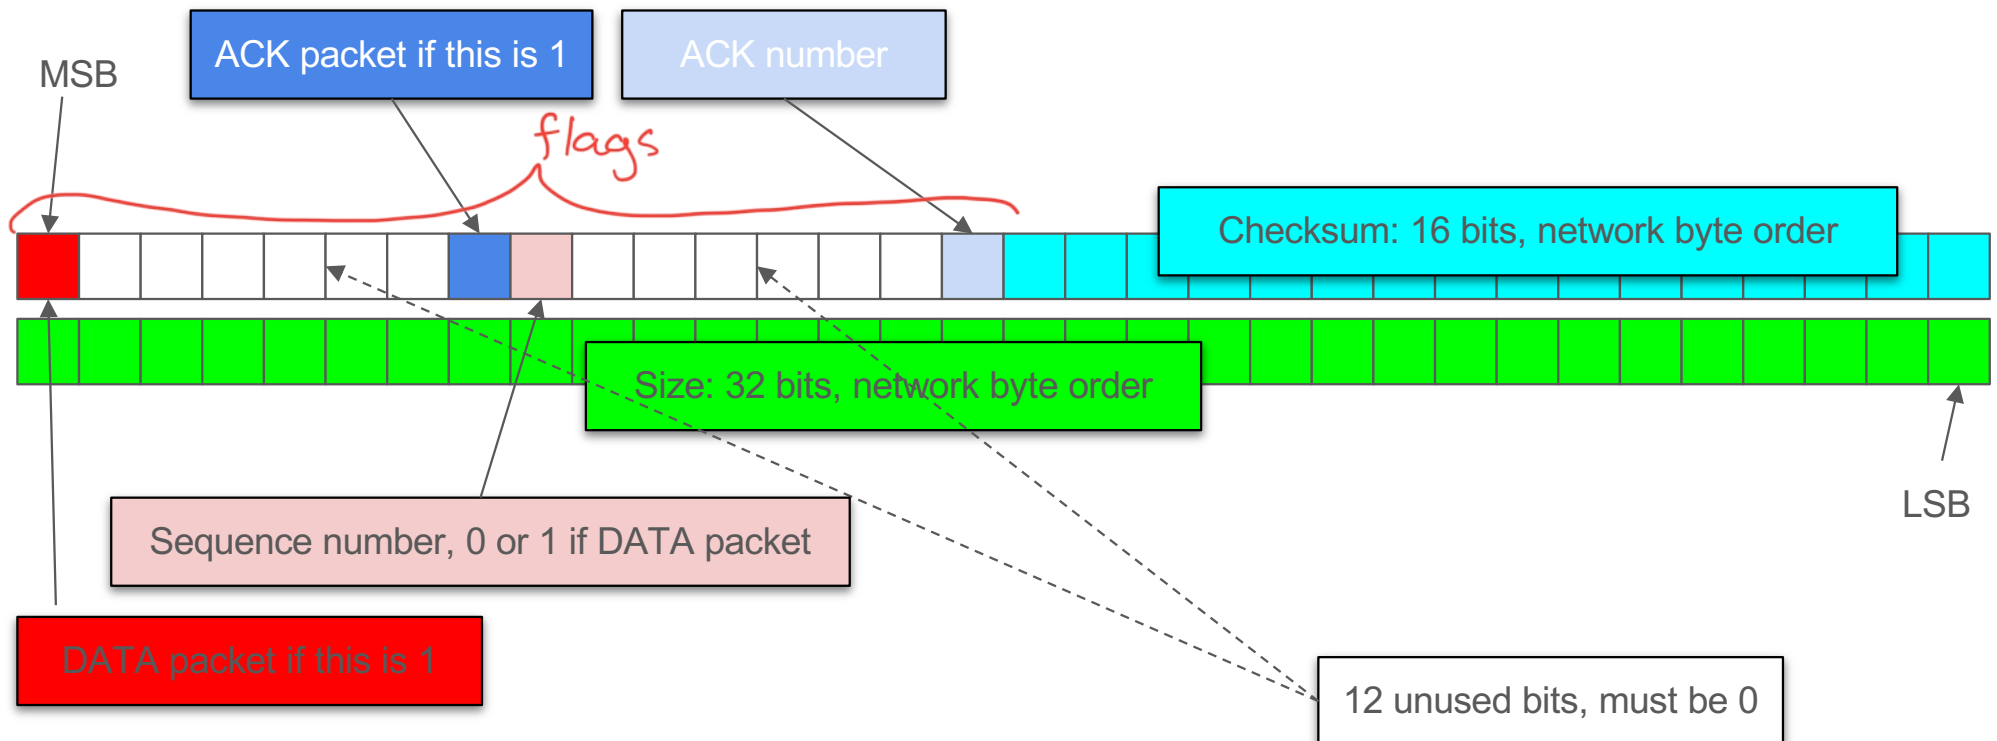 ACK packet if this is 1
ACK number
MSB
flags
Checksum: 16 bits, network byte order
Size: 32 bits, network byte order
LSB
Sequence number, 0 or 1 if DATA packet
DATA packet if this is 1
12 unused bits, must be 0